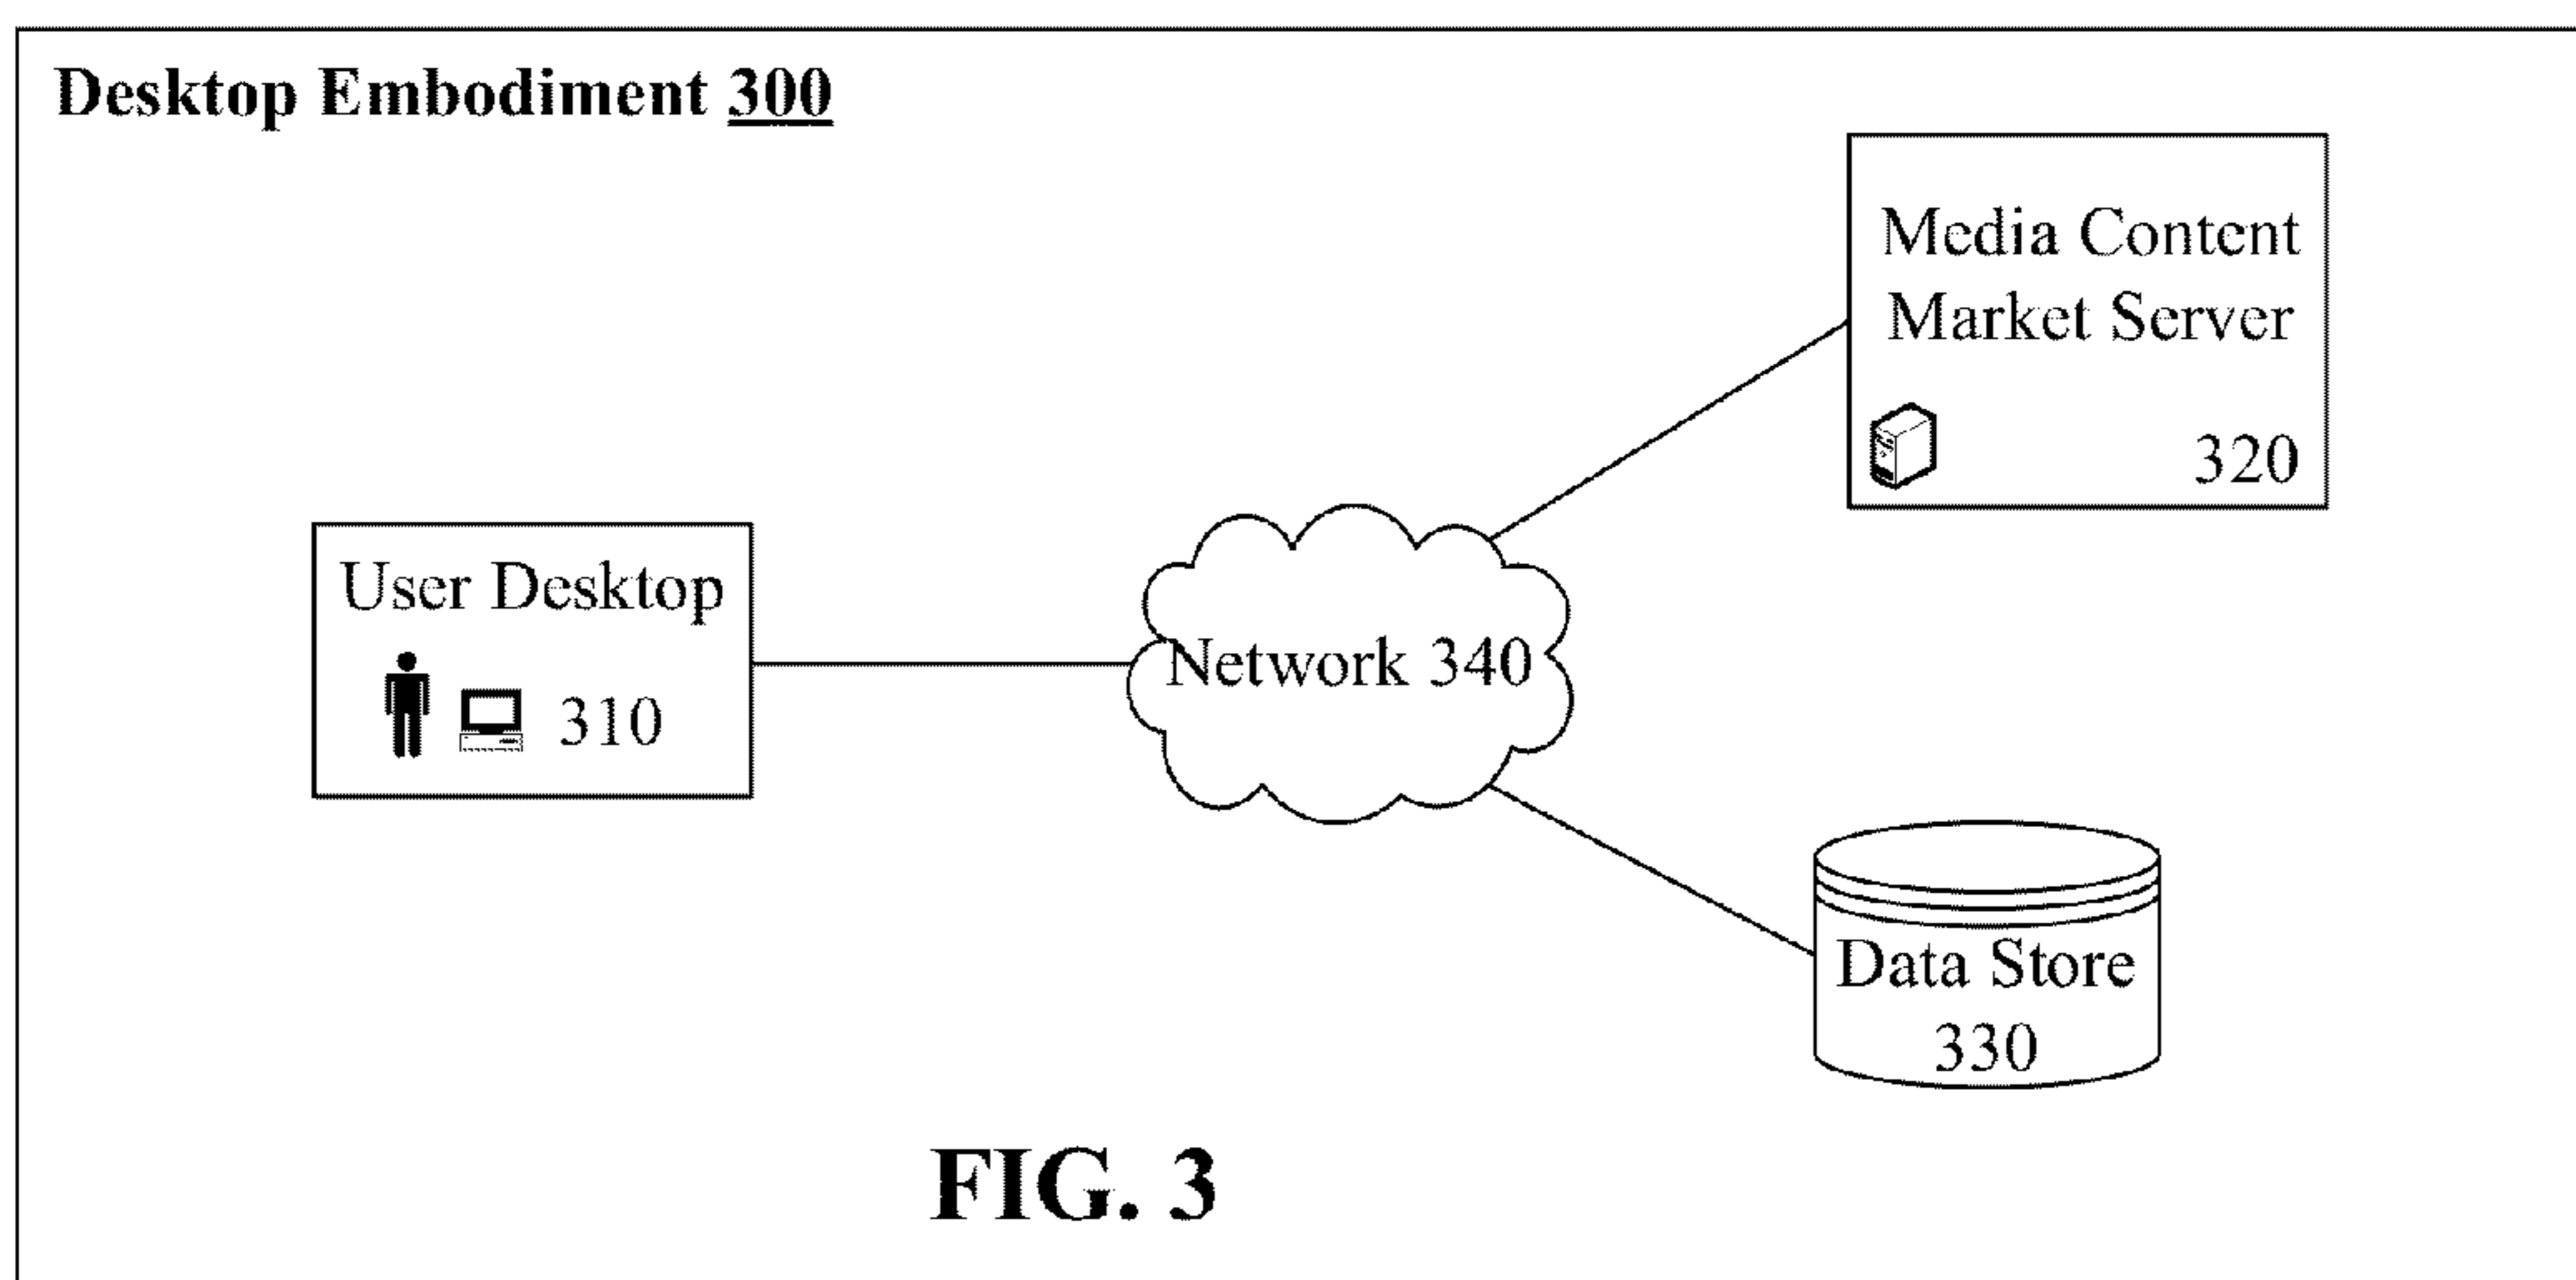 Desktop Embodiment 300
Media Content
Market Server
320
User Desktop
310
Network 340
Data Store
330
FIG. 3